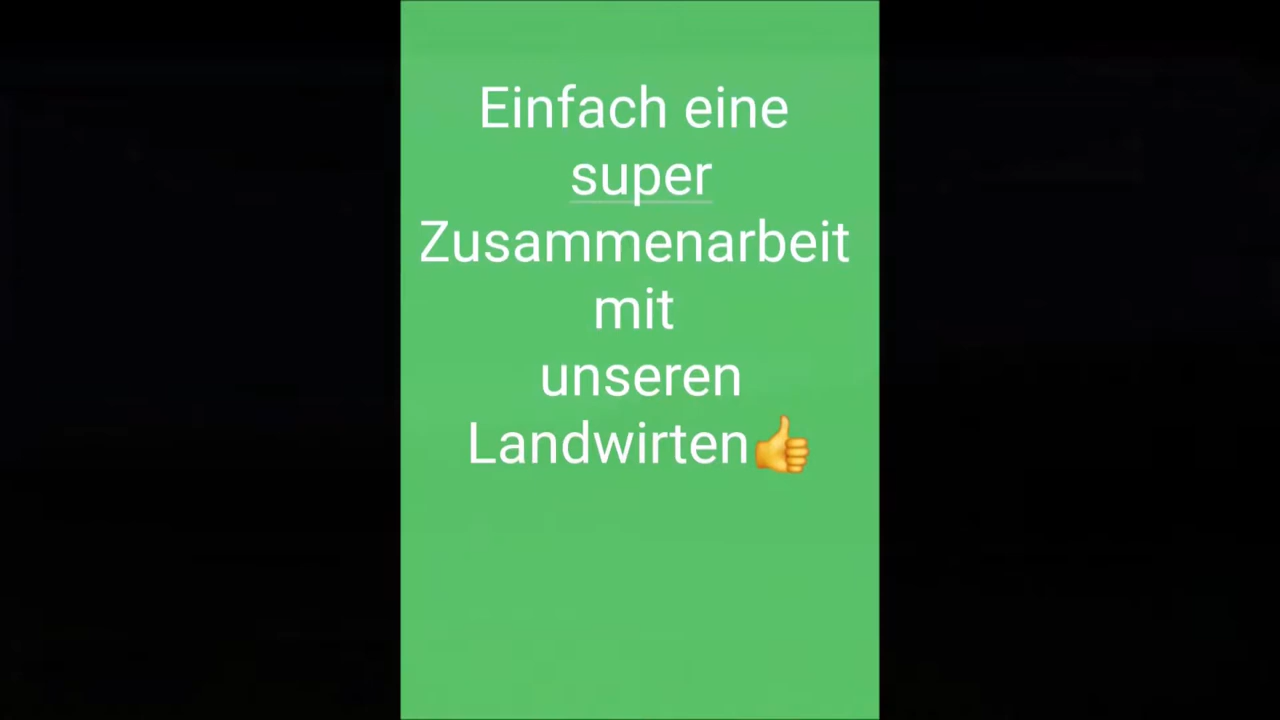 Einfach eine
super
Zusammenarbeit
mit
unseren
Landwirten👍